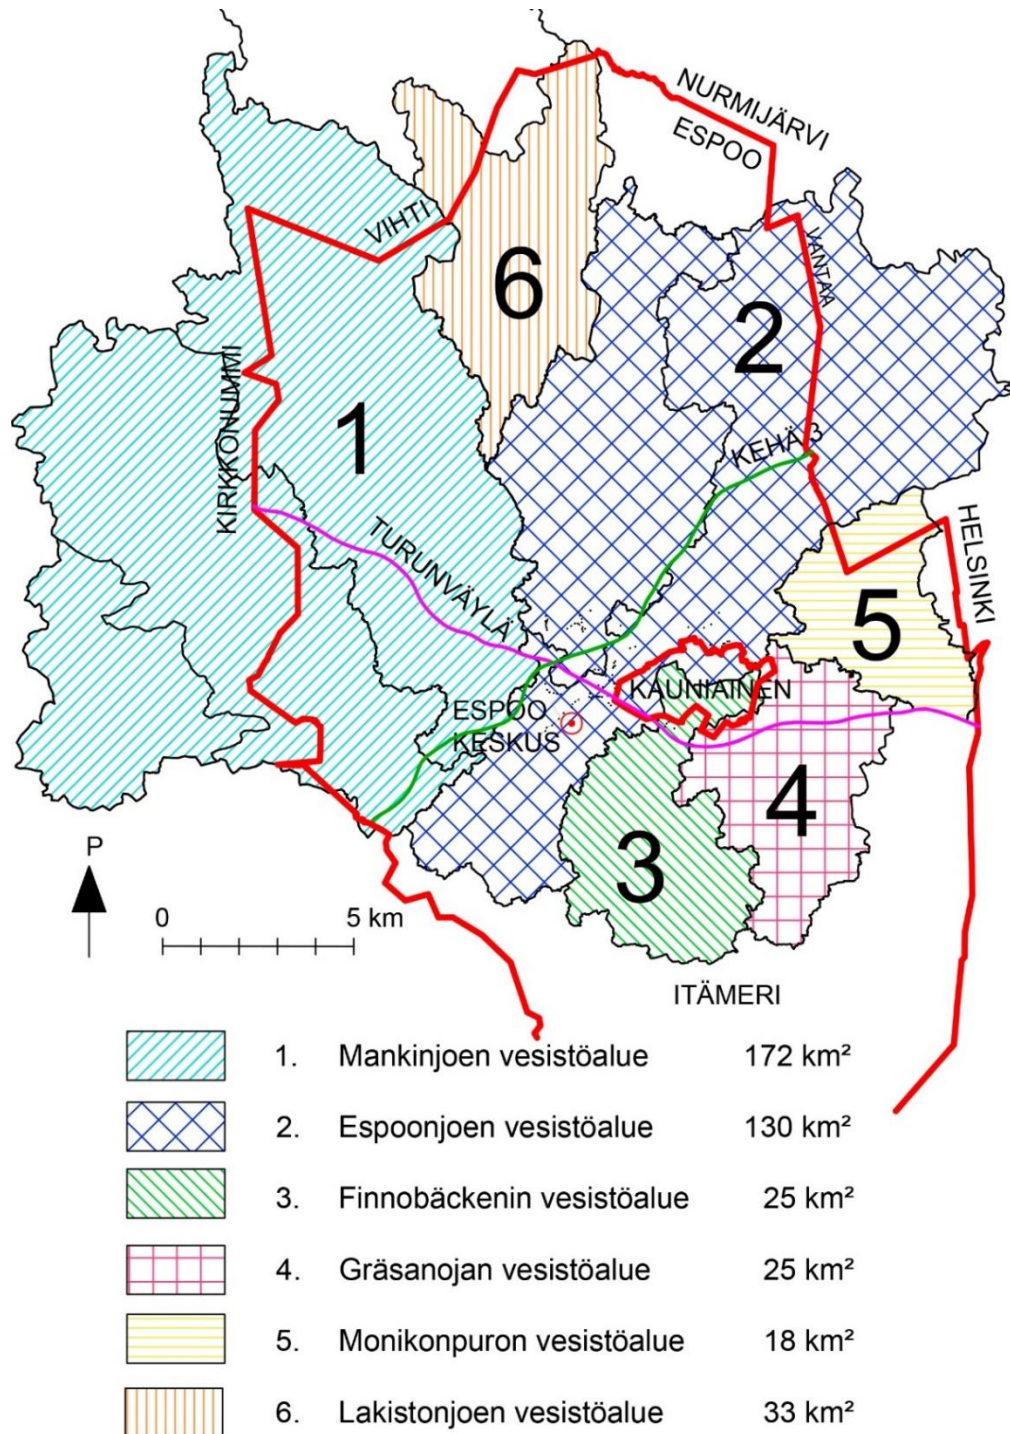 NURMIJÄRVI
ESPOO
VIHTI
VANTAA
6
2
KIRKKONUMMI
1
KEHÄ 3
HELSINKI
TURUNVÄYLÄ
5
KAUNIAINEN
ESPOO
KESKUS
4
3
P
0 5 km
ITÄMERI
1. Mankinjoen vesistöalue 172 km²
2. Espoonjoen vesistöalue 130 km²
3. Finnobäckenin vesistöalue 25 km²
4. Gräsanojan vesistöalue 25 km²
5. Monikonpuron vesistöalue 18 km²
6. Lakistonjoen vesistöalue 33 km²